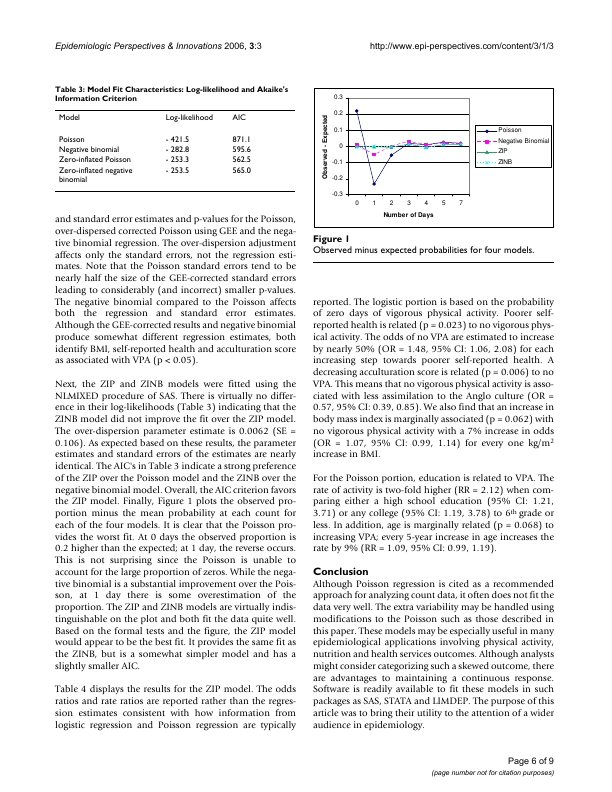 Epidemiologic Perspectives & Innovations 2006, 3:3
http://www.epi-perspectives.com/content/3/1/3
Table 3: Model Fit Characteristics: Log-likelihood and Akaike's
Information Criterion
Model Log-likelihood AIC
Poisson - 421.5 871.1
Negative binomial - 282.8 595.6
Zero-inflated Poisson - 253.3 562.5
Zero-inflated negative - 253.5 565.0
binomial
and standard error estimates and p-values for the Poisson,
over-dispersed corrected Poisson using GEE and the nega-
tive binomial regression. The over-dispersion adjustment
affects only the standard errors, not the regression esti-
mates. Note that the Poisson standard errors tend to be
nearly half the size of the GEE-corrected standard errors
leading to considerably (and incorrect) smaller p-values.
The negative binomial compared to the Poisson affects
both the regression and standard error estimates.
Although the GEE-corrected results and negative binomial
produce somewhat different regression estimates, both
identify BMI, self-reported health and acculturation score
as associated with VPA (p < 0.05).
Next, the ZIP and ZINB models were fitted using the
NLMIXED procedure of SAS. There is virtually no differ-
ence in their log-likelihoods (Table 3) indicating that the
ZINB model did not improve the fit over the ZIP model.
The over-dispersion parameter estimate is 0.0062 (SE =
0.106). As expected based on these results, the parameter
estimates and standard errors of the estimates are nearly
identical. The AIC's in Table 3 indicate a strong preference
of the ZIP over the Poisson model and the ZINB over the
negative binomial model. Overall, the AIC criterion favors
the ZIP model. Finally, Figure 1 plots the observed pro-
portion minus the mean probability at each count for
each of the four models. It is clear that the Poisson pro-
vides the worst fit. At 0 days the observed proportion is
0.2 higher than the expected; at 1 day, the reverse occurs.
This is not surprising since the Poisson is unable to
account for the large proportion of zeros. While the nega-
tive binomial is a substantial improvement over the Pois-
son, at 1 day there is some overestimation of the
proportion. The ZIP and ZINB models are virtually indis-
tinguishable on the plot and both fit the data quite well.
Based on the formal tests and the figure, the ZIP model
would appear to be the best fit. It provides the same fit as
the ZINB, but is a somewhat simpler model and has a
slightly smaller AIC.
Table 4 displays the results for the ZIP model. The odds
ratios and rate ratios are reported rather than the regres-
sion estimates consistent with how information from
logistic regression and Poisson regression are typically
0.3
0.2
0.1
0
-0.1
-0.2
-0.3
Observed - Expected
0 1 2 3 4 5 7
Number of Days
Poisson
Negative Binomial
ZIP
ZINB
Figure 1
Observed minus expected probabilities for four models.
reported. The logistic portion is based on the probability
of zero days of vigorous physical activity. Poorer self-
reported health is related (p = 0.023) to no vigorous phys-
ical activity. The odds of no VPA are estimated to increase
by nearly 50% (OR = 1.48, 95% CI: 1.06, 2.08) for each
increasing step towards poorer self-reported health. A
decreasing acculturation score is related (p = 0.006) to no
VPA. This means that no vigorous physical activity is asso-
ciated with less assimilation to the Anglo culture (OR =
0.57, 95% CI: 0.39, 0.85). We also find that an increase in
body mass index is marginally associated (p = 0.062) with
no vigorous physical activity with a 7% increase in odds
(OR = 1.07, 95% CI: 0.99, 1.14) for every one kg/m²
increase in BMI.
For the Poisson portion, education is related to VPA. The
rate of activity is two-fold higher (RR = 2.12) when com-
paring either a high school education (95% CI: 1.21,
3.71) or any college (95% CI: 1.19, 3.78) to 6th grade or
less. In addition, age is marginally related (p = 0.068) to
increasing VPA; every 5-year increase in age increases the
rate by 9% (RR = 1.09, 95% CI: 0.99, 1.19).
Conclusion
Although Poisson regression is cited as a recommended
approach for analyzing count data, it often does not fit the
data very well. The extra variability may be handled using
modifications to the Poisson such as those described in
this paper. These models may be especially useful in many
epidemiological applications involving physical activity,
nutrition and health services outcomes. Although analysts
might consider categorizing such a skewed outcome, there
are advantages to maintaining a continuous response.
Software is readily available to fit these models in such
packages as SAS, STATA and LIMDEP. The purpose of this
article was to bring their utility to the attention of a wider
audience in epidemiology.
Page 6 of 9
(page number not for citation purposes)